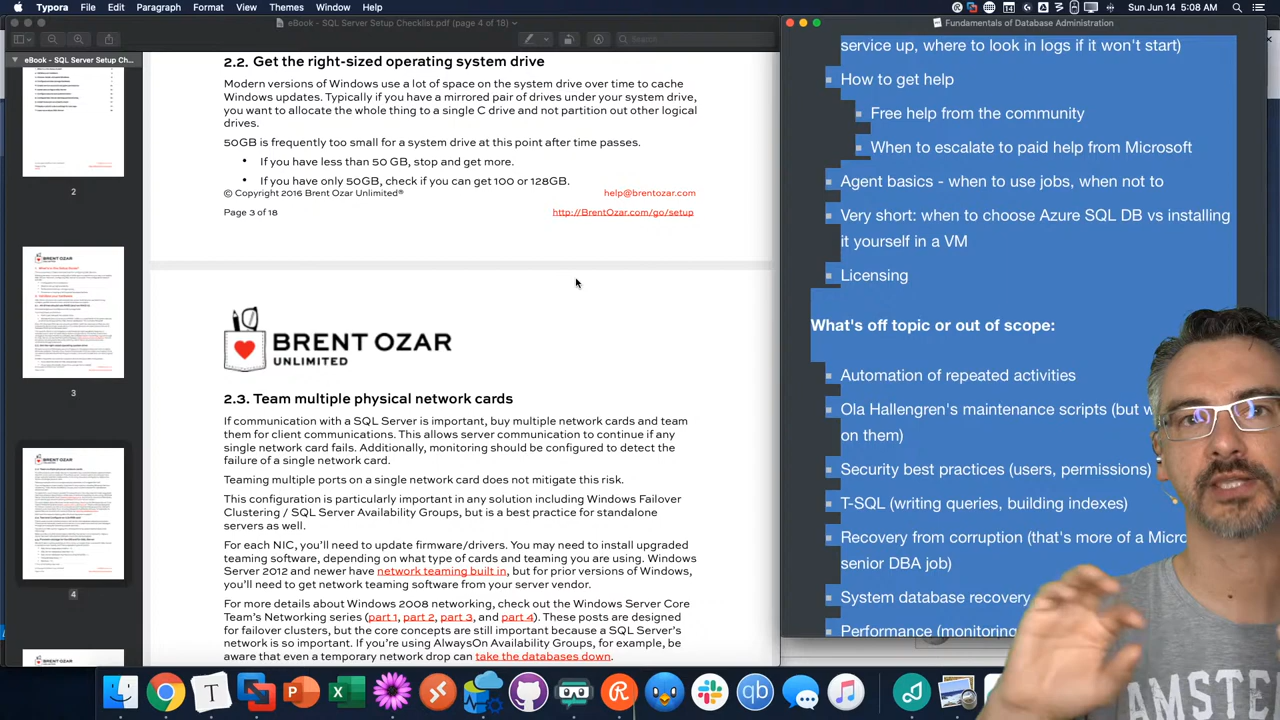 Typora File Edit Paragraph Format View Themes Window Help Sun Jun 14 5:08 AM
eBook - SQL Server Setup Checklist.pdf (page 4 of 18)
Fundamentals of Database Administration
Search
eBook - SQL Server Setup Ch...
2
3
4
2.2. Get the right-sized operating system drive
Modern versions of Windows use a lot of space on the system drive over time to cache
Windows updates. Typically if you have a mirrored pair of drives under your system drive,
you want to allocate the whole thing to a single C drive and not partition out other logical
drives.
50GB is frequently too small for a system drive at this point after time passes.
• If you have less than 50 GB, stop and get more.
• If you have only 50GB, check if you can get 100 or 128GB.
© Copyright 2016 Brent Ozar Unlimited® help@brentozar.com
Page 3 of 18 http://BrentOzar.com/go/setup
BRENT OZAR
UNLIMITED
2.3. Team multiple physical network cards
If communication with a SQL Server is important, buy multiple network cards and team
them for client communications. This allows server communication to continue if any
single network card fails. Additionally, monitoring should be configured to detect the
failure of a single network card.
Using multiple ports on a single network card does not mitigate this risk.
This configuration is particularly important in servers in including Windows Failover
Clustering / SQL Server Availability Groups, but is a best practice for standalone
servers as well.
For each NIC, you need to update firmware and drivers. You may need to install upgraded
teaming software, depending on what type of card and teaming you are using. Windows
Server 2012 and newer have network teaming built in, but for prior versions of Windows,
you'll need to get network teaming software from your server vendor.
For more details about Windows 2008 networking, check out the Windows Server Core
Team's Networking series (part 1, part 2, part 3, and part 4). These posts are designed
for failover clusters, but the core concepts are still important because a SQL Server's
network is so important. If you're using AlwaysOn Availability Groups, for example, be
aware that even a temporary network drop can take the databases down.
service up, where to look in logs if it won't start)
How to get help
Free help from the community
When to escalate to paid help from Microsoft
Agent basics - when to use jobs, when not to
Very short: when to choose Azure SQL DB vs installing
it yourself in a VM
Licensing
What's off topic or out of scope:
Automation of repeated activities
Ola Hallengren's maintenance scripts (but w
on them)
Security best practices (users, permissions)
T-SQL (no queries, building indexes)
Recovery from corruption (that's more of a Micro
senior DBA job)
System database recovery
Performance (monitoring
AMSTE